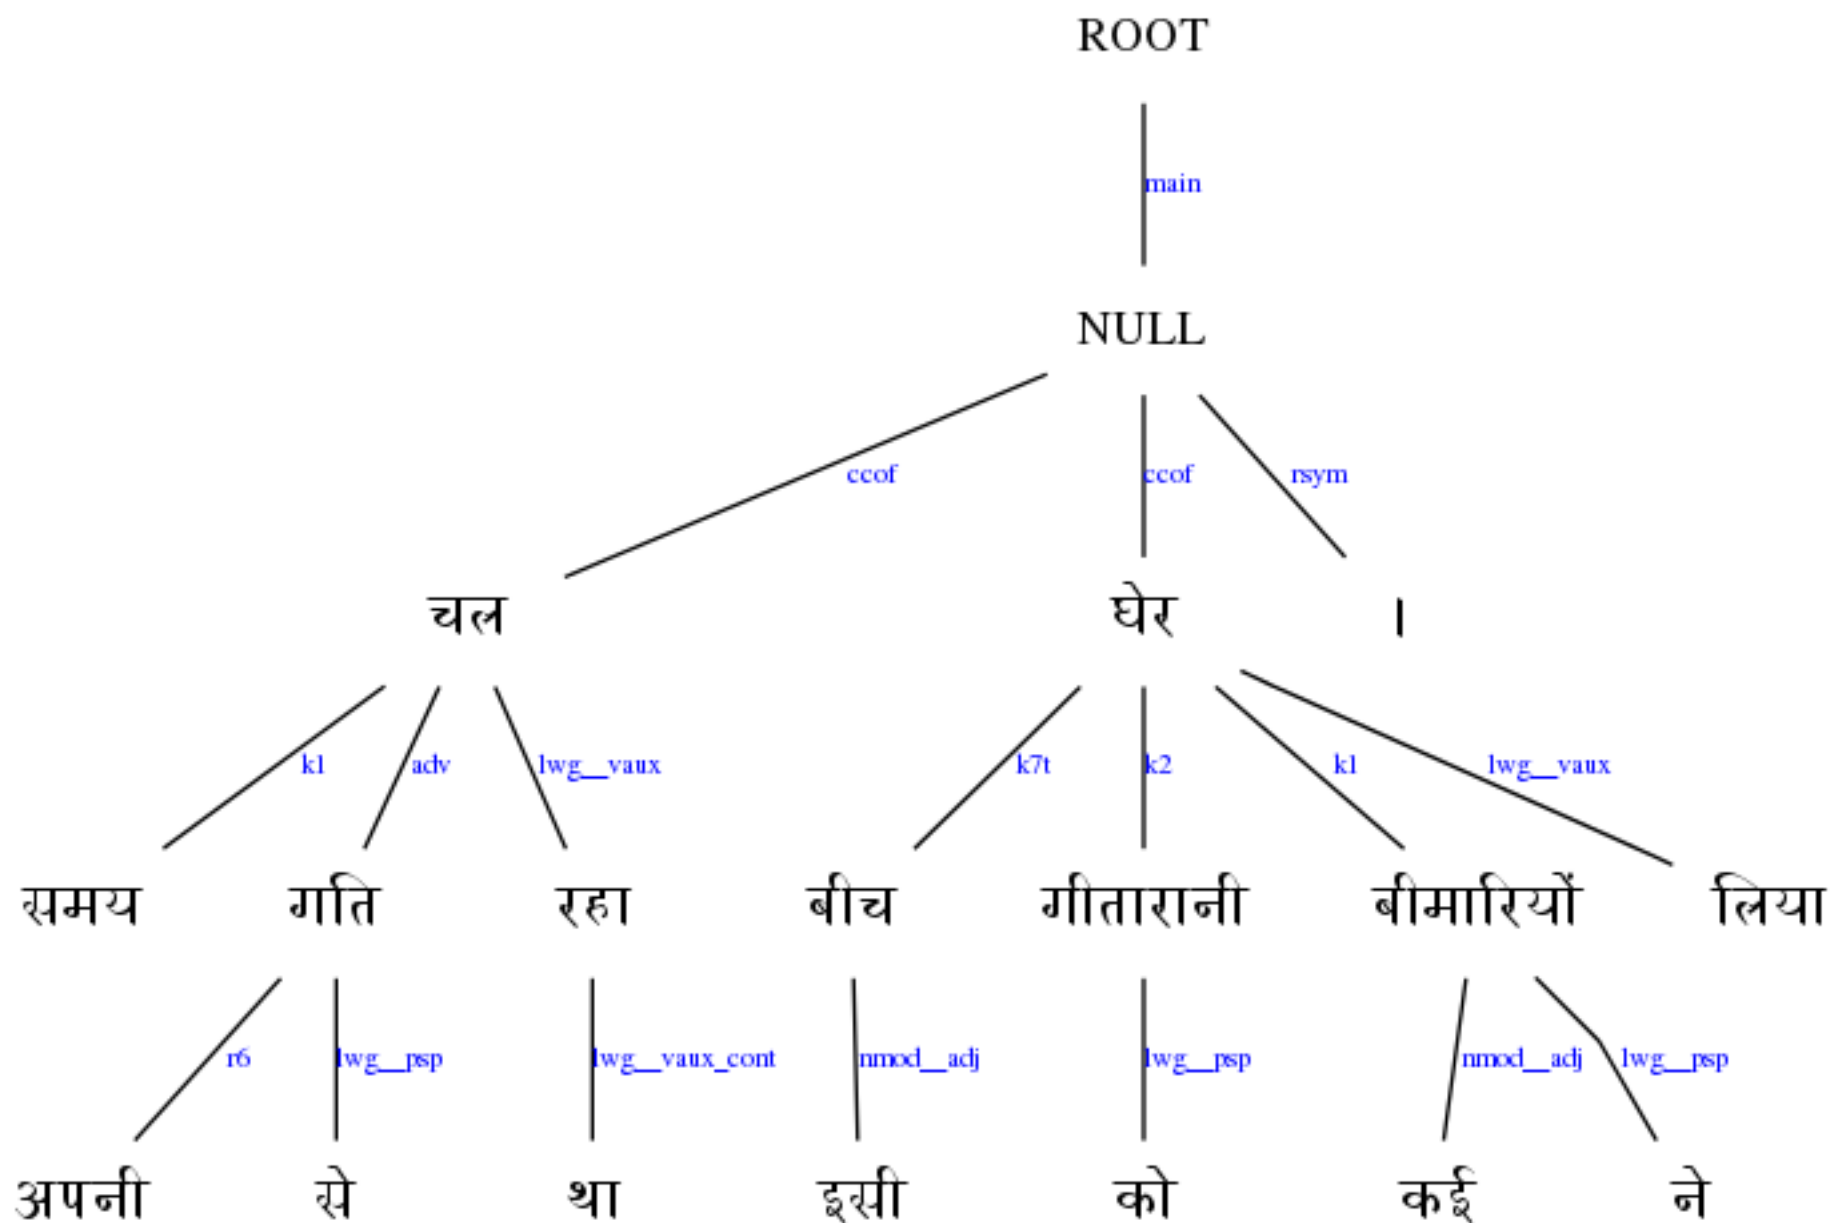 ROOT
main
NULL
ccof ccof rsym
चल घेर ।
k1 adv lwg__vaux k7t k2 k1 lwg__vaux
समय गति रहा बीच गीतारानी बीमारियों लिया
r6 lwg__psp lwg__vaux_cont nmod__adj lwg__psp nmod__adj lwg__psp
अपनी से था इसी को कई ने